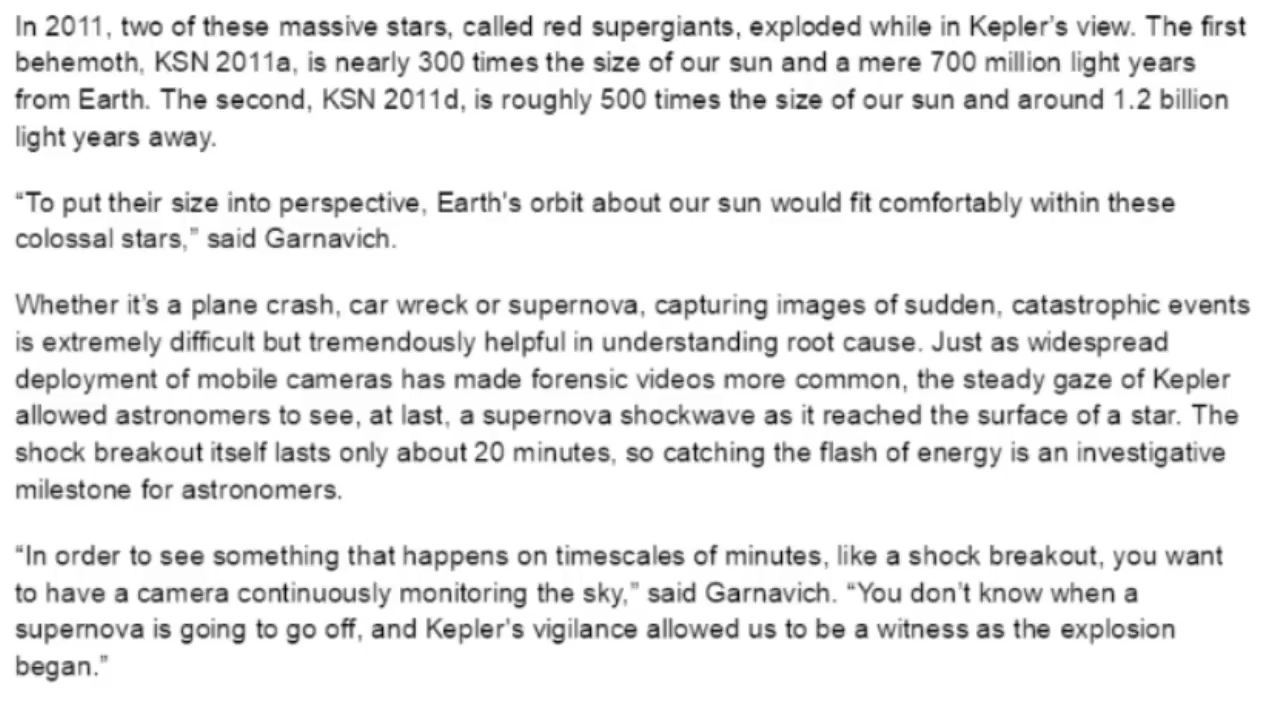 In 2011, two of these massive stars, called red supergiants, exploded while in Kepler's view. The first
behemoth, KSN 2011a, is nearly 300 times the size of our sun and a mere 700 million light years
from Earth. The second, KSN 2011d, is roughly 500 times the size of our sun and around 1.2 billion
light years away.
“To put their size into perspective, Earth's orbit about our sun would fit comfortably within these
colossal stars,” said Garnavich.
Whether it's a plane crash, car wreck or supernova, capturing images of sudden, catastrophic events
is extremely difficult but tremendously helpful in understanding root cause. Just as widespread
deployment of mobile cameras has made forensic videos more common, the steady gaze of Kepler
allowed astronomers to see, at last, a supernova shockwave as it reached the surface of a star. The
shock breakout itself lasts only about 20 minutes, so catching the flash of energy is an investigative
milestone for astronomers.
“In order to see something that happens on timescales of minutes, like a shock breakout, you want
to have a camera continuously monitoring the sky,” said Garnavich. “You don't know when a
supernova is going to go off, and Kepler's vigilance allowed us to be a witness as the explosion
began.”